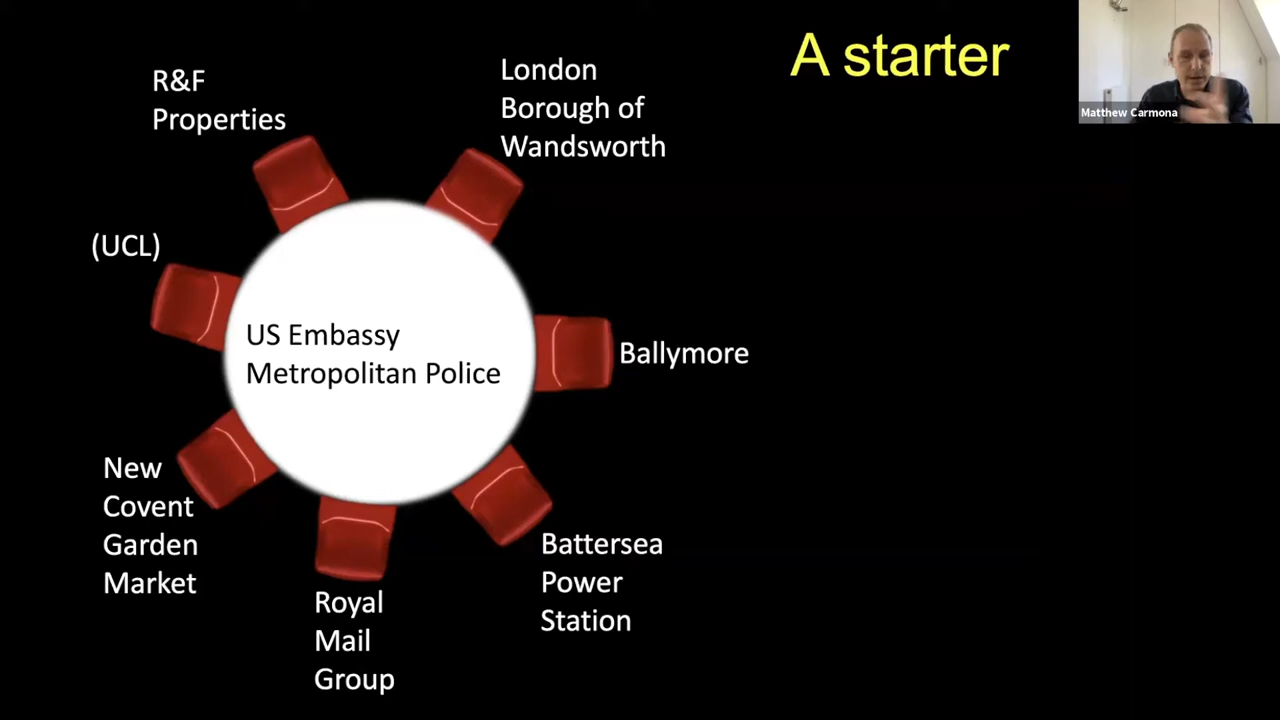 A starter
Matthew Carmona
R&F
Properties
London
Borough of
Wandsworth
(UCL)
US Embassy
Metropolitan Police
Ballymore
New
Covent
Garden
Market
Royal
Mail
Group
Battersea
Power
Station